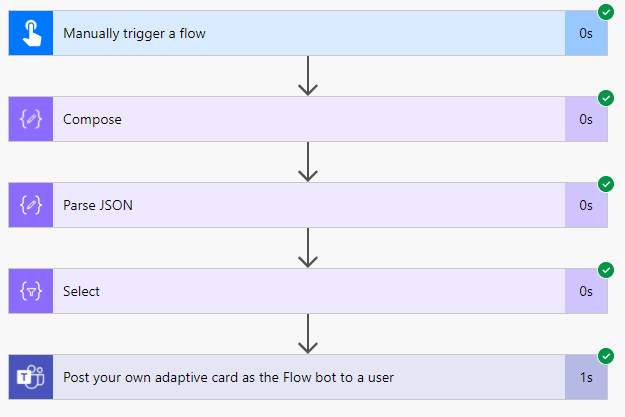 Manually trigger a flow 0s
Compose 0s
Parse JSON 0s
Select 0s
Post your own adaptive card as the Flow bot to a user 1s